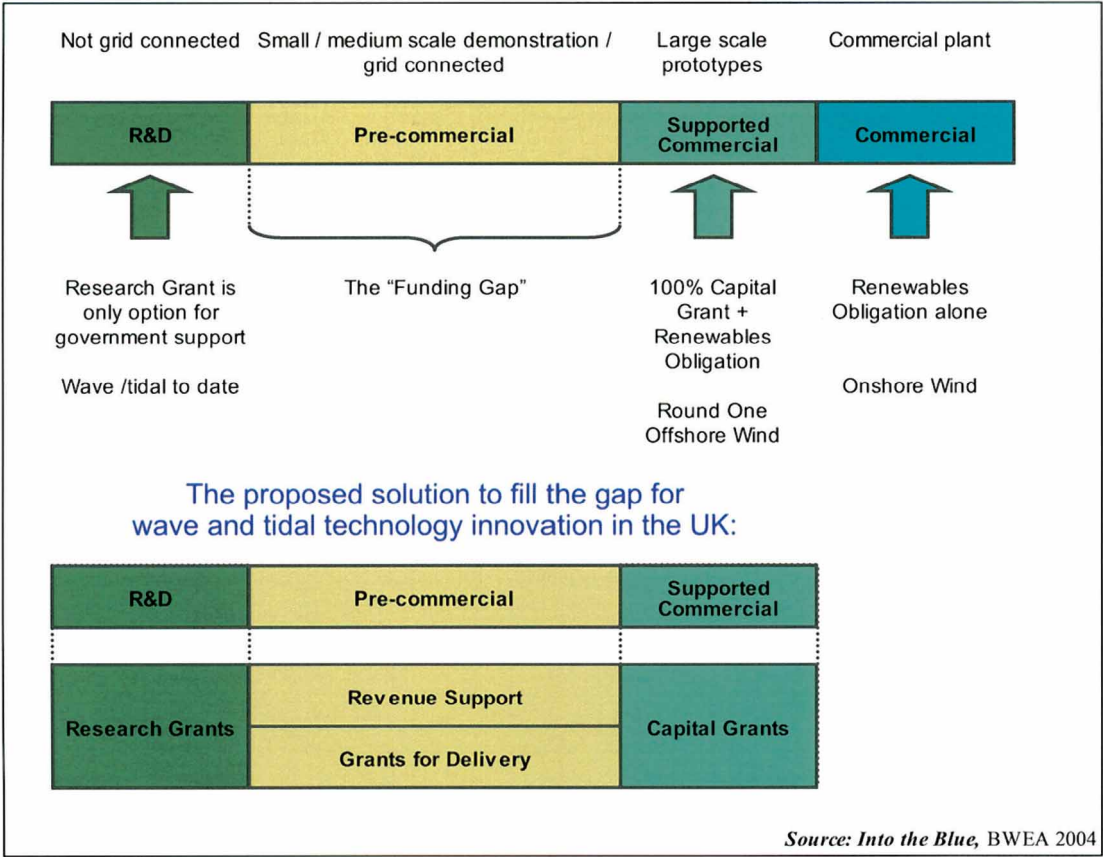 Not grid connected
Small / medium scale demonstration /
grid connected
Large scale
prototypes
Commercial plant
R&D
Pre-commercial
Supported
Commercial
Commercial
Research Grant is
only option for
government support
Wave /tidal to date
The “Funding Gap”
100% Capital
Grant +
Renewables
Obligation
Round One
Offshore Wind
Renewables
Obligation alone
Onshore Wind
The proposed solution to fill the gap for
wave and tidal technology innovation in the UK:
R&D
Pre-commercial
Supported
Commercial
Research Grants
Revenue Support
Grants for Delivery
Capital Grants
Source: Into the Blue, BWEA 2004